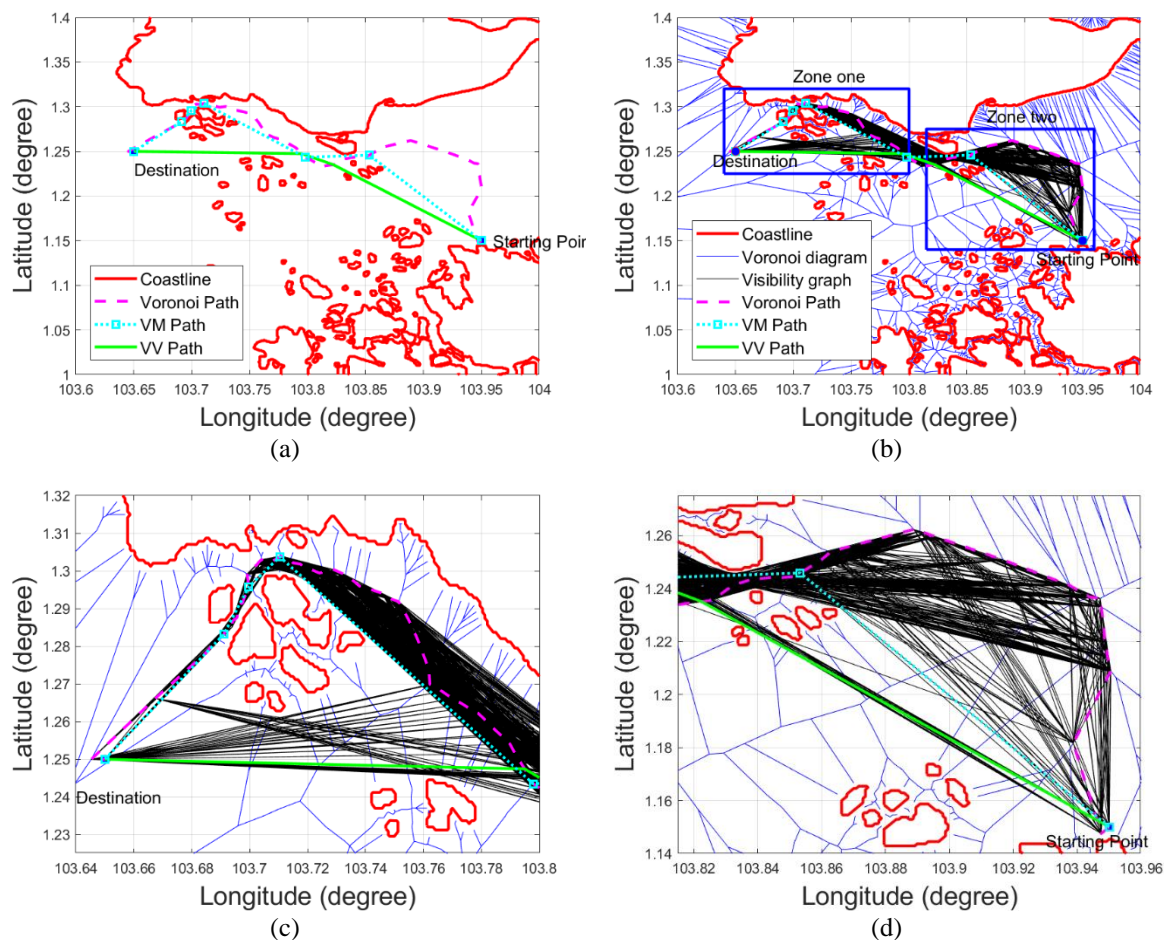 1.4
1.35
1.3
1.25
1.2
1.15
1.1
1.05
1
Latitude (degree)
Destination
Starting Poin
Coastline
Voronoi Path
VM Path
VV Path
103.6 103.65 103.7 103.75 103.8 103.85 103.9 103.95 104
Longitude (degree)
(a)
1.4
1.35
1.3
1.25
1.2
1.15
1.1
1.05
1
Latitude (degree)
Zone one
Zone two
Destination
Starting Point
Coastline
Voronoi diagram
Visibility graph
Voronoi Path
VM Path
VV Path
103.6 103.65 103.7 103.75 103.8 103.85 103.9 103.95 104
Longitude (degree)
(b)
1.32
1.31
1.3
1.29
1.28
1.27
1.26
1.25
1.24
1.23
Latitude (degree)
Destination
103.64 103.66 103.68 103.7 103.72 103.74 103.76 103.78 103.8
Longitude (degree)
(c)
1.26
1.24
1.22
1.2
1.18
1.16
1.14
Latitude (degree)
Starting Point
103.82 103.84 103.86 103.88 103.9 103.92 103.94 103.96
Longitude (degree)
(d)